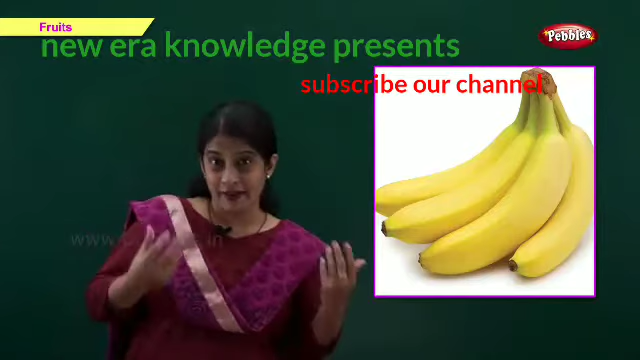 Fruits
new era knowledge presents
Pebbles
subscribe our channel